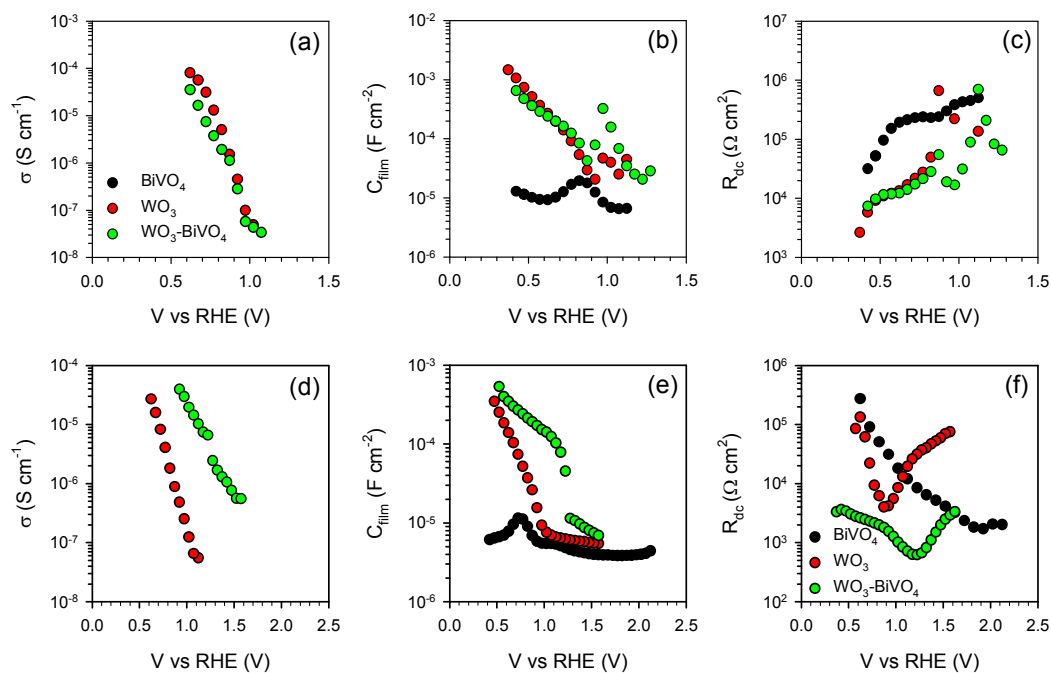 (a)
σ (S cm⁻¹)
10⁻³
10⁻⁴
10⁻⁵
10⁻⁶
10⁻⁷
10⁻⁸
BiVO₄
WO₃
WO₃-BiVO₄
0.0 0.5 1.0 1.5
V vs RHE (V)
(b)
C_film (F cm⁻²)
10⁻¹
10⁻²
10⁻³
10⁻⁴
10⁻⁵
10⁻⁶
0.0 0.5 1.0 1.5
V vs RHE (V)
(c)
R_dc (Ω cm²)
10⁷
10⁶
10⁵
10⁴
10³
0.0 0.5 1.0 1.5
V vs RHE (V)
(d)
σ (S cm⁻¹)
10⁻⁴
10⁻⁵
10⁻⁶
10⁻⁷
10⁻⁸
0.0 0.5 1.0 1.5 2.0 2.5
V vs RHE (V)
(e)
C_film (F cm⁻²)
10⁻³
10⁻⁴
10⁻⁵
10⁻⁶
0.0 0.5 1.0 1.5 2.0 2.5
V vs RHE (V)
(f)
R_dc (Ω cm²)
10⁶
10⁵
10⁴
10³
10²
BiVO₄
WO₃
WO₃-BiVO₄
0.0 0.5 1.0 1.5 2.0 2.5
V vs RHE (V)